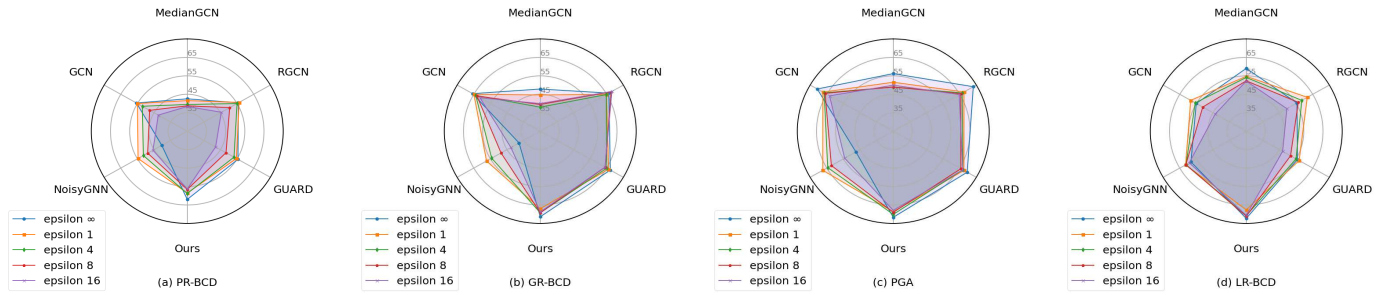 MedianGCN
65
55
45
35
GCN
RGCN
NoisyGNN
GUARD
Ours
epsilon ∞
epsilon 1
epsilon 4
epsilon 8
epsilon 16
(a) PR-BCD
MedianGCN
65
55
45
35
GCN
RGCN
NoisyGNN
GUARD
Ours
epsilon ∞
epsilon 1
epsilon 4
epsilon 8
epsilon 16
(b) GR-BCD
MedianGCN
65
55
45
35
GCN
RGCN
NoisyGNN
GUARD
Ours
epsilon ∞
epsilon 1
epsilon 4
epsilon 8
epsilon 16
(c) PGA
MedianGCN
65
55
45
35
GCN
RGCN
NoisyGNN
GUARD
Ours
epsilon ∞
epsilon 1
epsilon 4
epsilon 8
epsilon 16
(d) LR-BCD